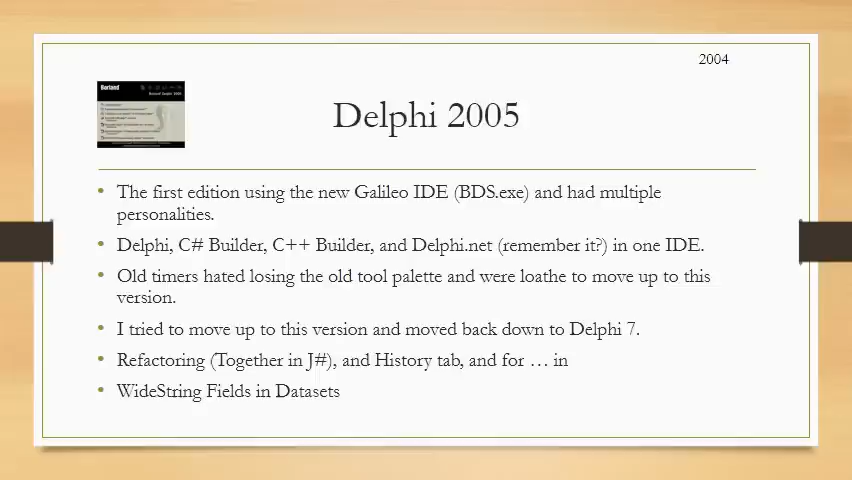 2004
Borland
Delphi 2005
• The first edition using the new Galileo IDE (BDS.exe) and had multiple
personalities.
• Delphi, C# Builder, C++ Builder, and Delphi.net (remember it?) in one IDE.
• Old timers hated losing the old tool palette and were loathe to move up to this
version.
• I tried to move up to this version and moved back down to Delphi 7.
• Refactoring (Together in J#), and History tab, and for … in
• WideString Fields in Datasets